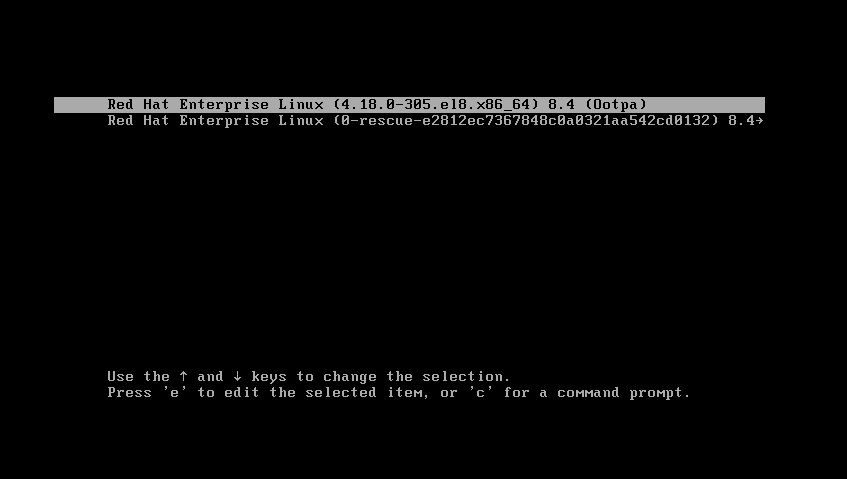 Red Hat Enterprise Linux (4.18.0-305.el8.x86_64) 8.4 (Ootpa)
Red Hat Enterprise Linux (0-rescue-e2812ec7367848c0a0321aa542cd0132) 8.4→
Use the ↑ and ↓ keys to change the selection.
Press 'e' to edit the selected item, or 'c' for a command prompt.